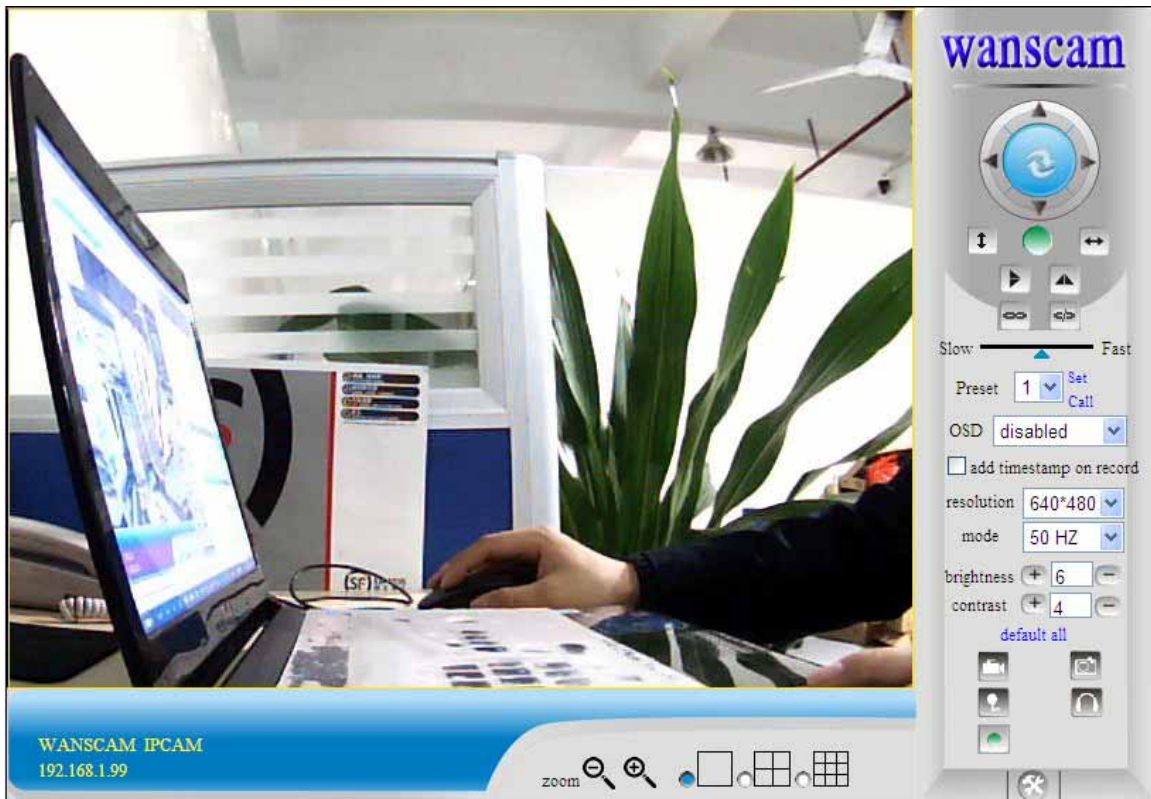 wanscam
Slow Fast
Preset 1 Set
Call
OSD disabled
add timestamp on record
resolution 640*480
mode 50 HZ
brightness + 6 −
contrast + 4 −
default all
(SF)
WANSCAM IPCAM
192.168.1.99
zoom